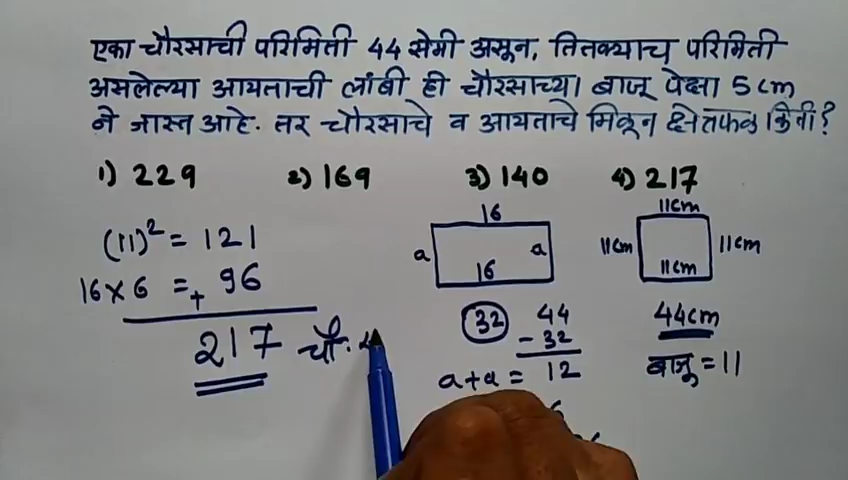 एका चौरसाची परिमिती 44 सेमी असून, तितक्याच परिमिती
असलेल्या आयताची लांबी ही चौरसाच्या बाजू पेक्षा 5cm
ने जास्त आहे. तर चौरसाचे व आयताचे मिळून क्षेत्रफळ किती?
1) 229 2) 169 3) 140 4) 217
(11)² = 121
16×6 = + 96
217 चौ.
16
a a
16
32
44
- 32
a+a = 12
11cm
11cm 11cm
11cm
44cm
बाजू = 11